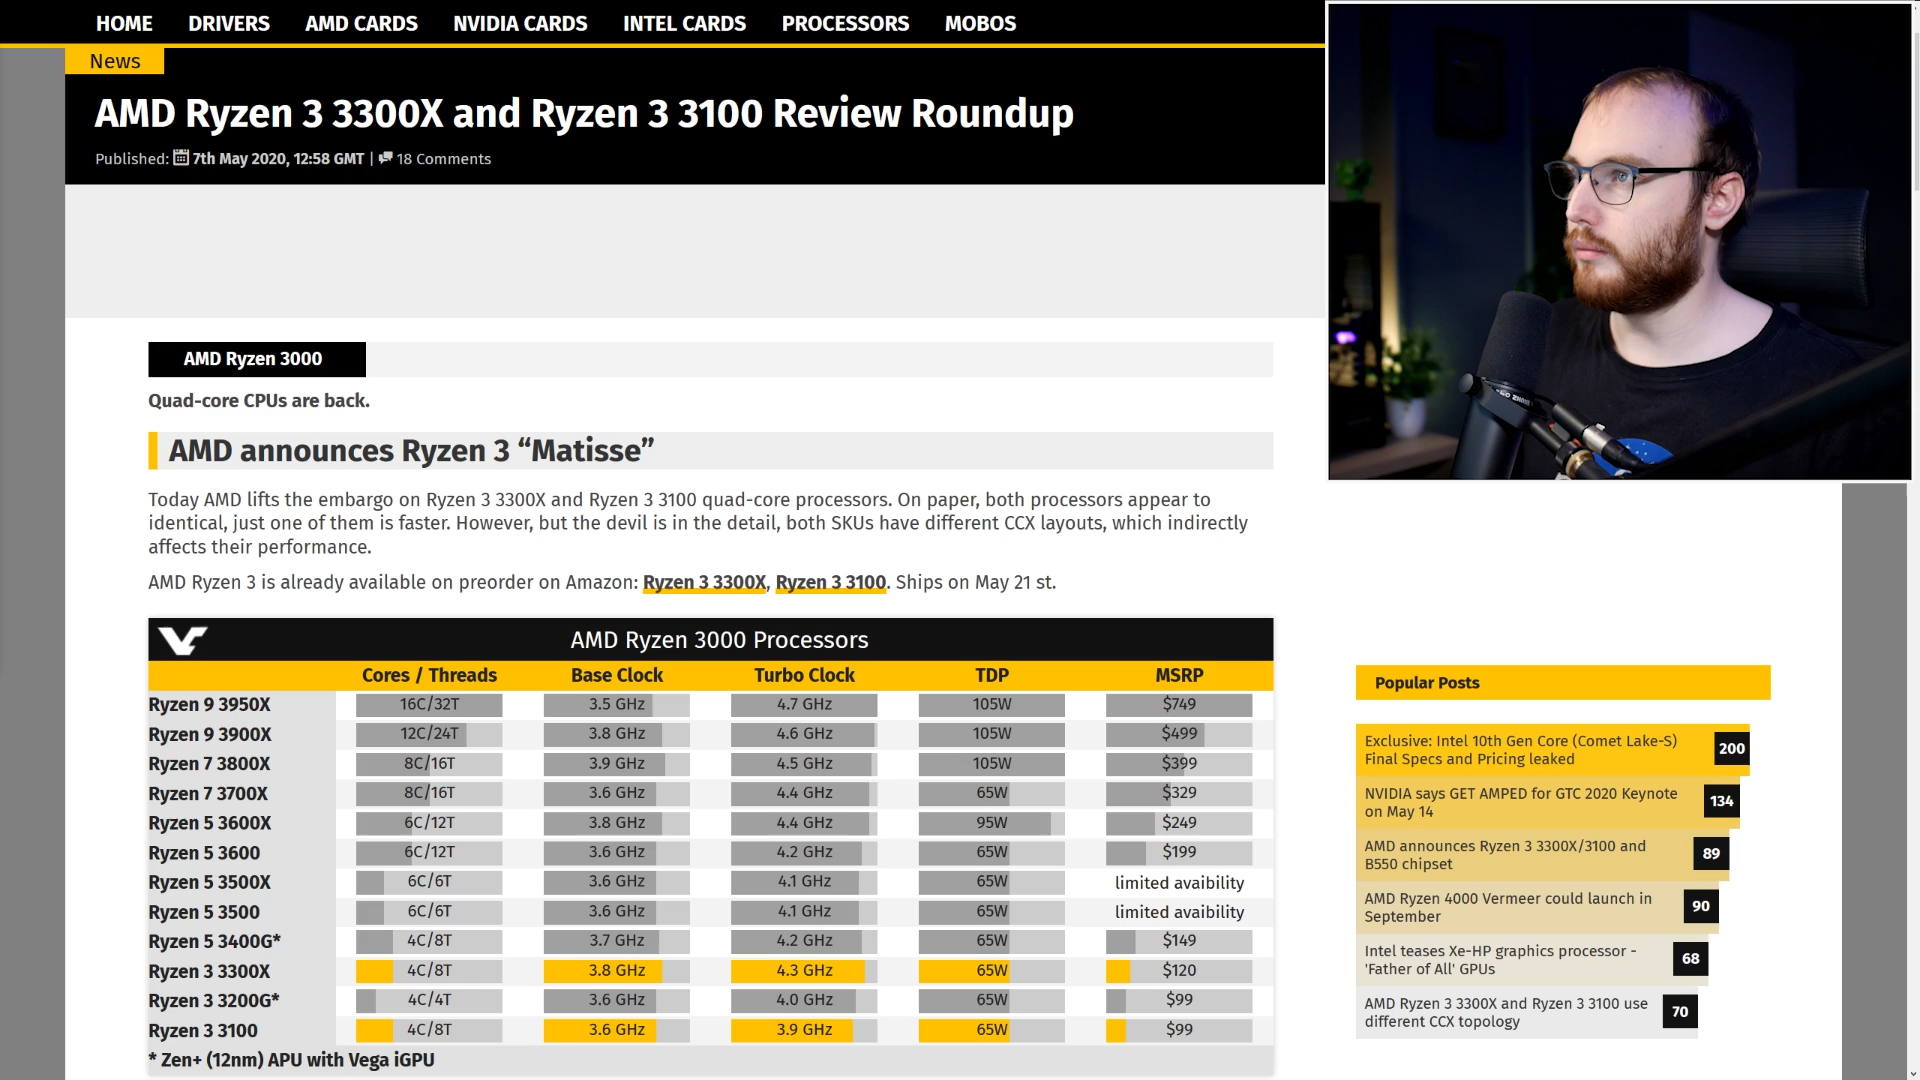 HOME DRIVERS AMD CARDS NVIDIA CARDS INTEL CARDS PROCESSORS MOBOS
News
AMD Ryzen 3 3300X and Ryzen 3 3100 Review Roundup
Published: 7th May 2020, 12:58 GMT | 18 Comments
AMD Ryzen 3000
Quad-core CPUs are back.
AMD announces Ryzen 3 “Matisse”
Today AMD lifts the embargo on Ryzen 3 3300X and Ryzen 3 3100 quad-core processors. On paper, both processors appear to
identical, just one of them is faster. However, but the devil is in the detail, both SKUs have different CCX layouts, which indirectly
affects their performance.
AMD Ryzen 3 is already available on preorder on Amazon: Ryzen 3 3300X, Ryzen 3 3100. Ships on May 21 st.
AMD Ryzen 3000 Processors
Cores / Threads Base Clock Turbo Clock TDP MSRP
Ryzen 9 3950X 16C/32T 3.5 GHz 4.7 GHz 105W $749
Ryzen 9 3900X 12C/24T 3.8 GHz 4.6 GHz 105W $499
Ryzen 7 3800X 8C/16T 3.9 GHz 4.5 GHz 105W $399
Ryzen 7 3700X 8C/16T 3.6 GHz 4.4 GHz 65W $329
Ryzen 5 3600X 6C/12T 3.8 GHz 4.4 GHz 95W $249
Ryzen 5 3600 6C/12T 3.6 GHz 4.2 GHz 65W $199
Ryzen 5 3500X 6C/6T 3.6 GHz 4.1 GHz 65W limited avaibility
Ryzen 5 3500 6C/6T 3.6 GHz 4.1 GHz 65W limited avaibility
Ryzen 5 3400G* 4C/8T 3.7 GHz 4.2 GHz 65W $149
Ryzen 3 3300X 4C/8T 3.8 GHz 4.3 GHz 65W $120
Ryzen 3 3200G* 4C/4T 3.6 GHz 4.0 GHz 65W $99
Ryzen 3 3100 4C/8T 3.6 GHz 3.9 GHz 65W $99
* Zen+ (12nm) APU with Vega iGPU
Popular Posts
Exclusive: Intel 10th Gen Core (Comet Lake-S)
Final Specs and Pricing leaked
200
NVIDIA says GET AMPED for GTC 2020 Keynote
on May 14
134
AMD announces Ryzen 3 3300X/3100 and
B550 chipset
89
AMD Ryzen 4000 Vermeer could launch in
September
90
Intel teases Xe-HP graphics processor -
'Father of All' GPUs
68
AMD Ryzen 3 3300X and Ryzen 3 3100 use
different CCX topology
70